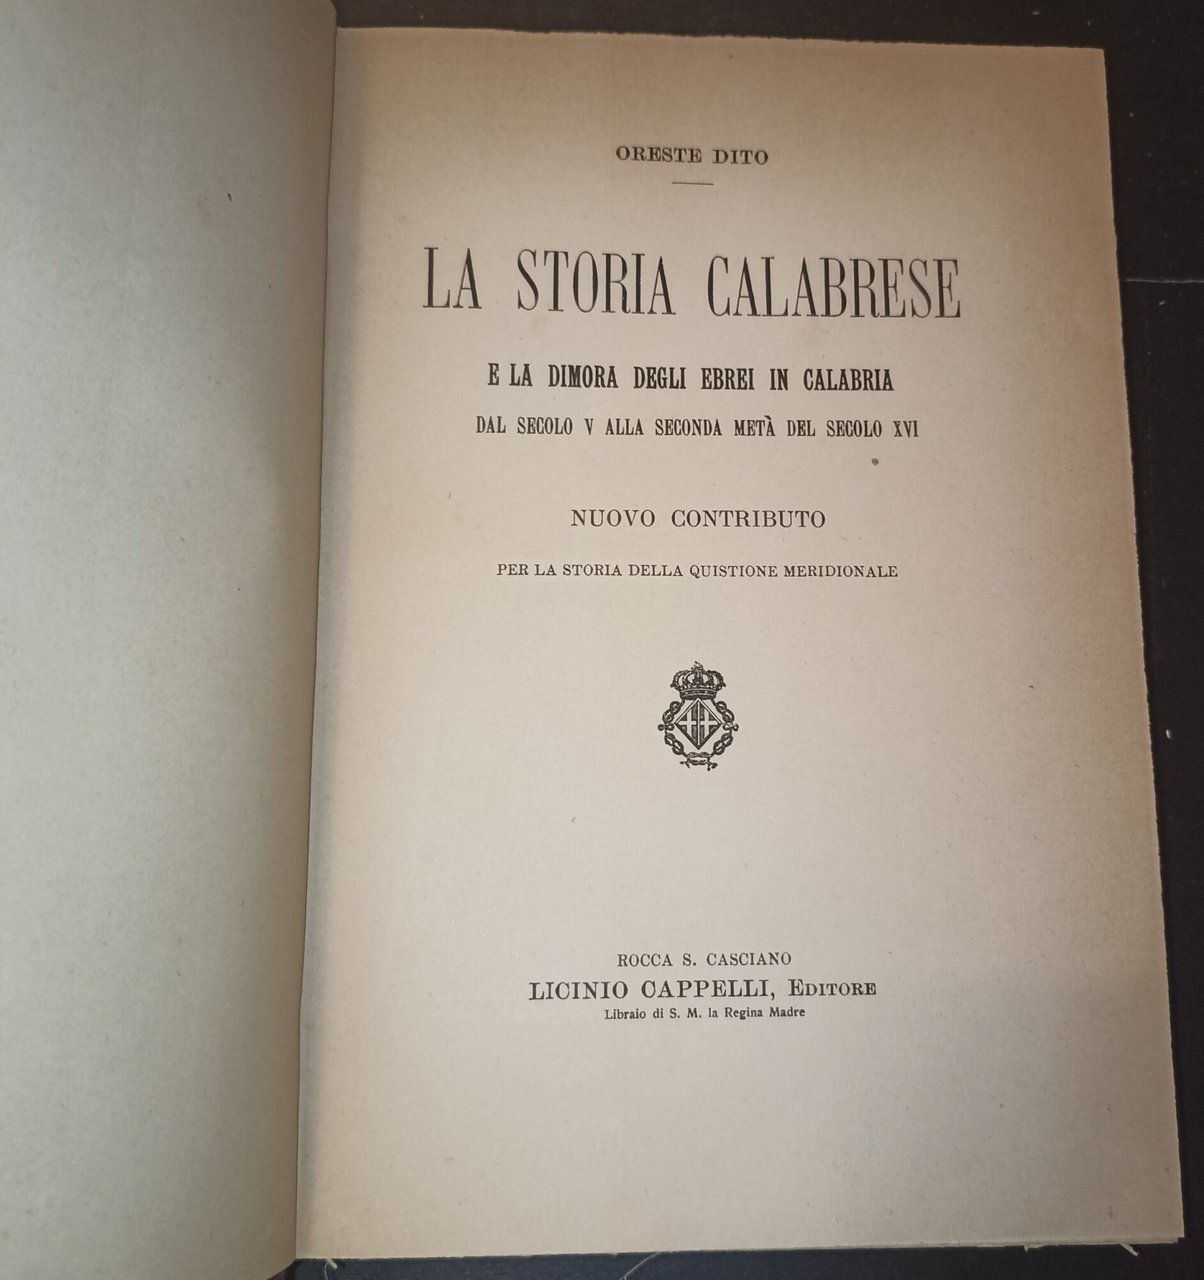 ORESTE DITO
LA STORIA CALABRESE
E LA DIMORA DEGLI EBREI IN CALABRIA
DAL SECOLO V ALLA SECONDA METÀ DEL SECOLO XVI
NUOVO CONTRIBUTO
PER LA STORIA DELLA QUISTIONE MERIDIONALE
ROCCA S. CASCIANO
LICINIO CAPPELLI, EDITORE
Libraio di S. M. la Regina Madre